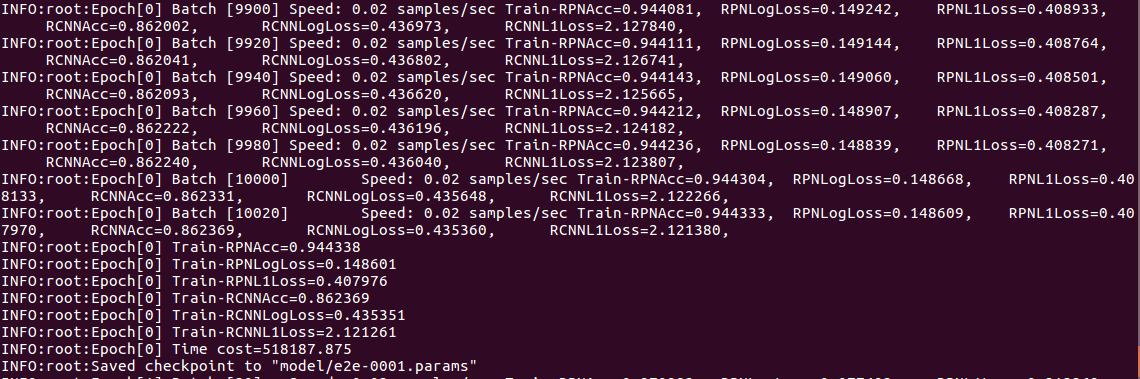 INFO:root:Epoch[0] Batch [9900] Speed: 0.02 samples/sec Train-RPNAcc=0.944081,  RPNLogLoss=0.149242,    RPNL1Loss=0.408933,
     RCNNAcc=0.862002,       RCNNLogLoss=0.436973,       RCNNL1Loss=2.127840,
INFO:root:Epoch[0] Batch [9920] Speed: 0.02 samples/sec Train-RPNAcc=0.944111,  RPNLogLoss=0.149144,    RPNL1Loss=0.408764,
     RCNNAcc=0.862041,       RCNNLogLoss=0.436802,       RCNNL1Loss=2.126741,
INFO:root:Epoch[0] Batch [9940] Speed: 0.02 samples/sec Train-RPNAcc=0.944143,  RPNLogLoss=0.149060,    RPNL1Loss=0.408501,
     RCNNAcc=0.862093,       RCNNLogLoss=0.436620,       RCNNL1Loss=2.125665,
INFO:root:Epoch[0] Batch [9960] Speed: 0.02 samples/sec Train-RPNAcc=0.944212,  RPNLogLoss=0.148907,    RPNL1Loss=0.408287,
     RCNNAcc=0.862222,       RCNNLogLoss=0.436196,       RCNNL1Loss=2.124182,
INFO:root:Epoch[0] Batch [9980] Speed: 0.02 samples/sec Train-RPNAcc=0.944236,  RPNLogLoss=0.148839,    RPNL1Loss=0.408271,
     RCNNAcc=0.862240,       RCNNLogLoss=0.436040,       RCNNL1Loss=2.123807,
INFO:root:Epoch[0] Batch [10000]        Speed: 0.02 samples/sec Train-RPNAcc=0.944304,  RPNLogLoss=0.148668,    RPNL1Loss=0.40
8133,     RCNNAcc=0.862331,       RCNNLogLoss=0.435648,       RCNNL1Loss=2.122266,
INFO:root:Epoch[0] Batch [10020]        Speed: 0.02 samples/sec Train-RPNAcc=0.944333,  RPNLogLoss=0.148609,    RPNL1Loss=0.40
7970,     RCNNAcc=0.862369,       RCNNLogLoss=0.435360,       RCNNL1Loss=2.121380,
INFO:root:Epoch[0] Train-RPNAcc=0.944338
INFO:root:Epoch[0] Train-RPNLogLoss=0.148601
INFO:root:Epoch[0] Train-RPNL1Loss=0.407976
INFO:root:Epoch[0] Train-RCNNAcc=0.862369
INFO:root:Epoch[0] Train-RCNNLogLoss=0.435351
INFO:root:Epoch[0] Train-RCNNL1Loss=2.121261
INFO:root:Epoch[0] Time cost=518187.875
INFO:root:Saved checkpoint to "model/e2e-0001.params"